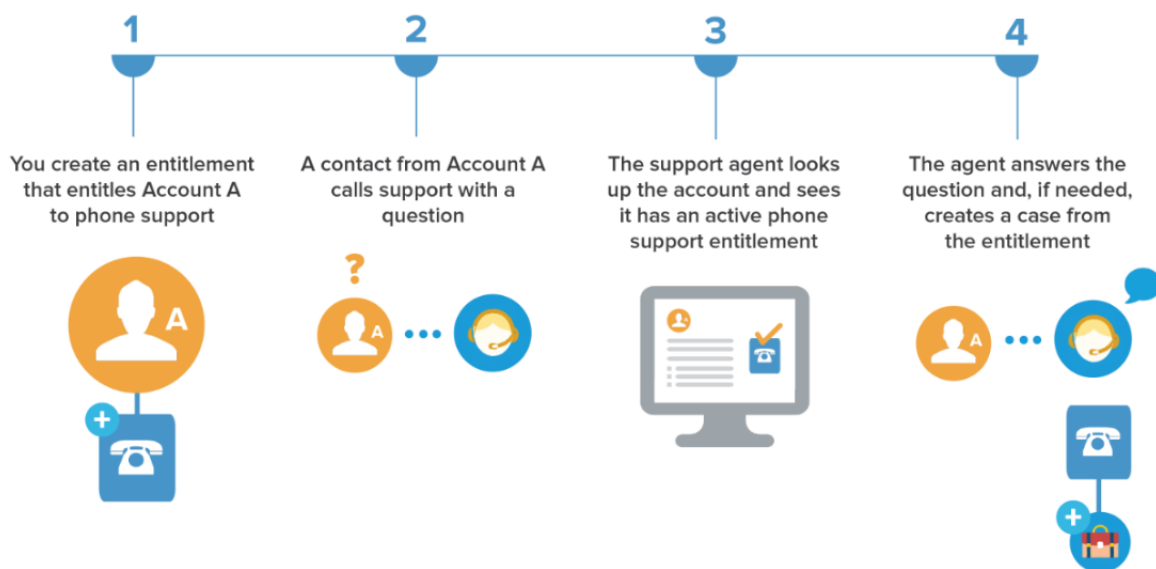 1
2
3
4
You create an entitlement
that entitles Account A
to phone support
A contact from Account A
calls support with a
question
The support agent looks
up the account and sees
it has an active phone
support entitlement
The agent answers the
question and, if needed,
creates a case from
the entitlement
A
?
A
A